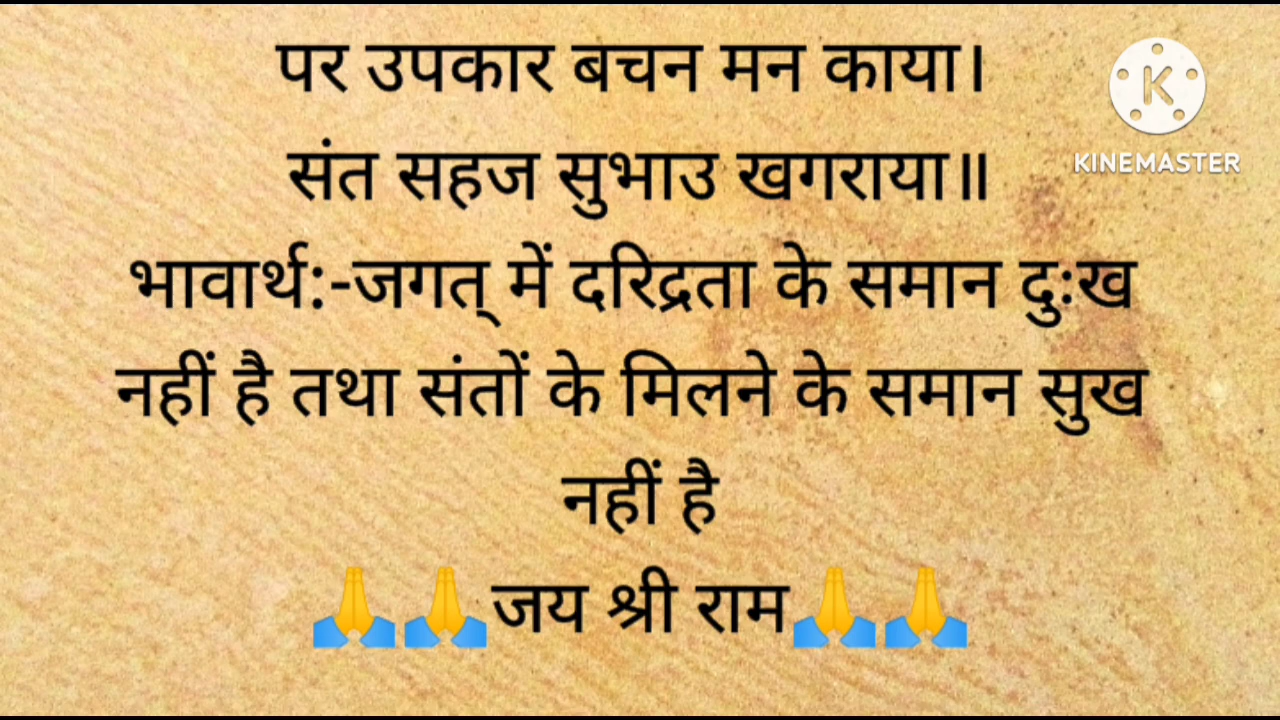 पर उपकार बचन मन काया।
संत सहज सुभाउ खगराया॥
भावार्थ:-जगत् में दरिद्रता के समान दुःख
नहीं है तथा संतों के मिलने के समान सुख
नहीं है
🙏🙏जय श्री राम🙏🙏
K
KINEMASTER